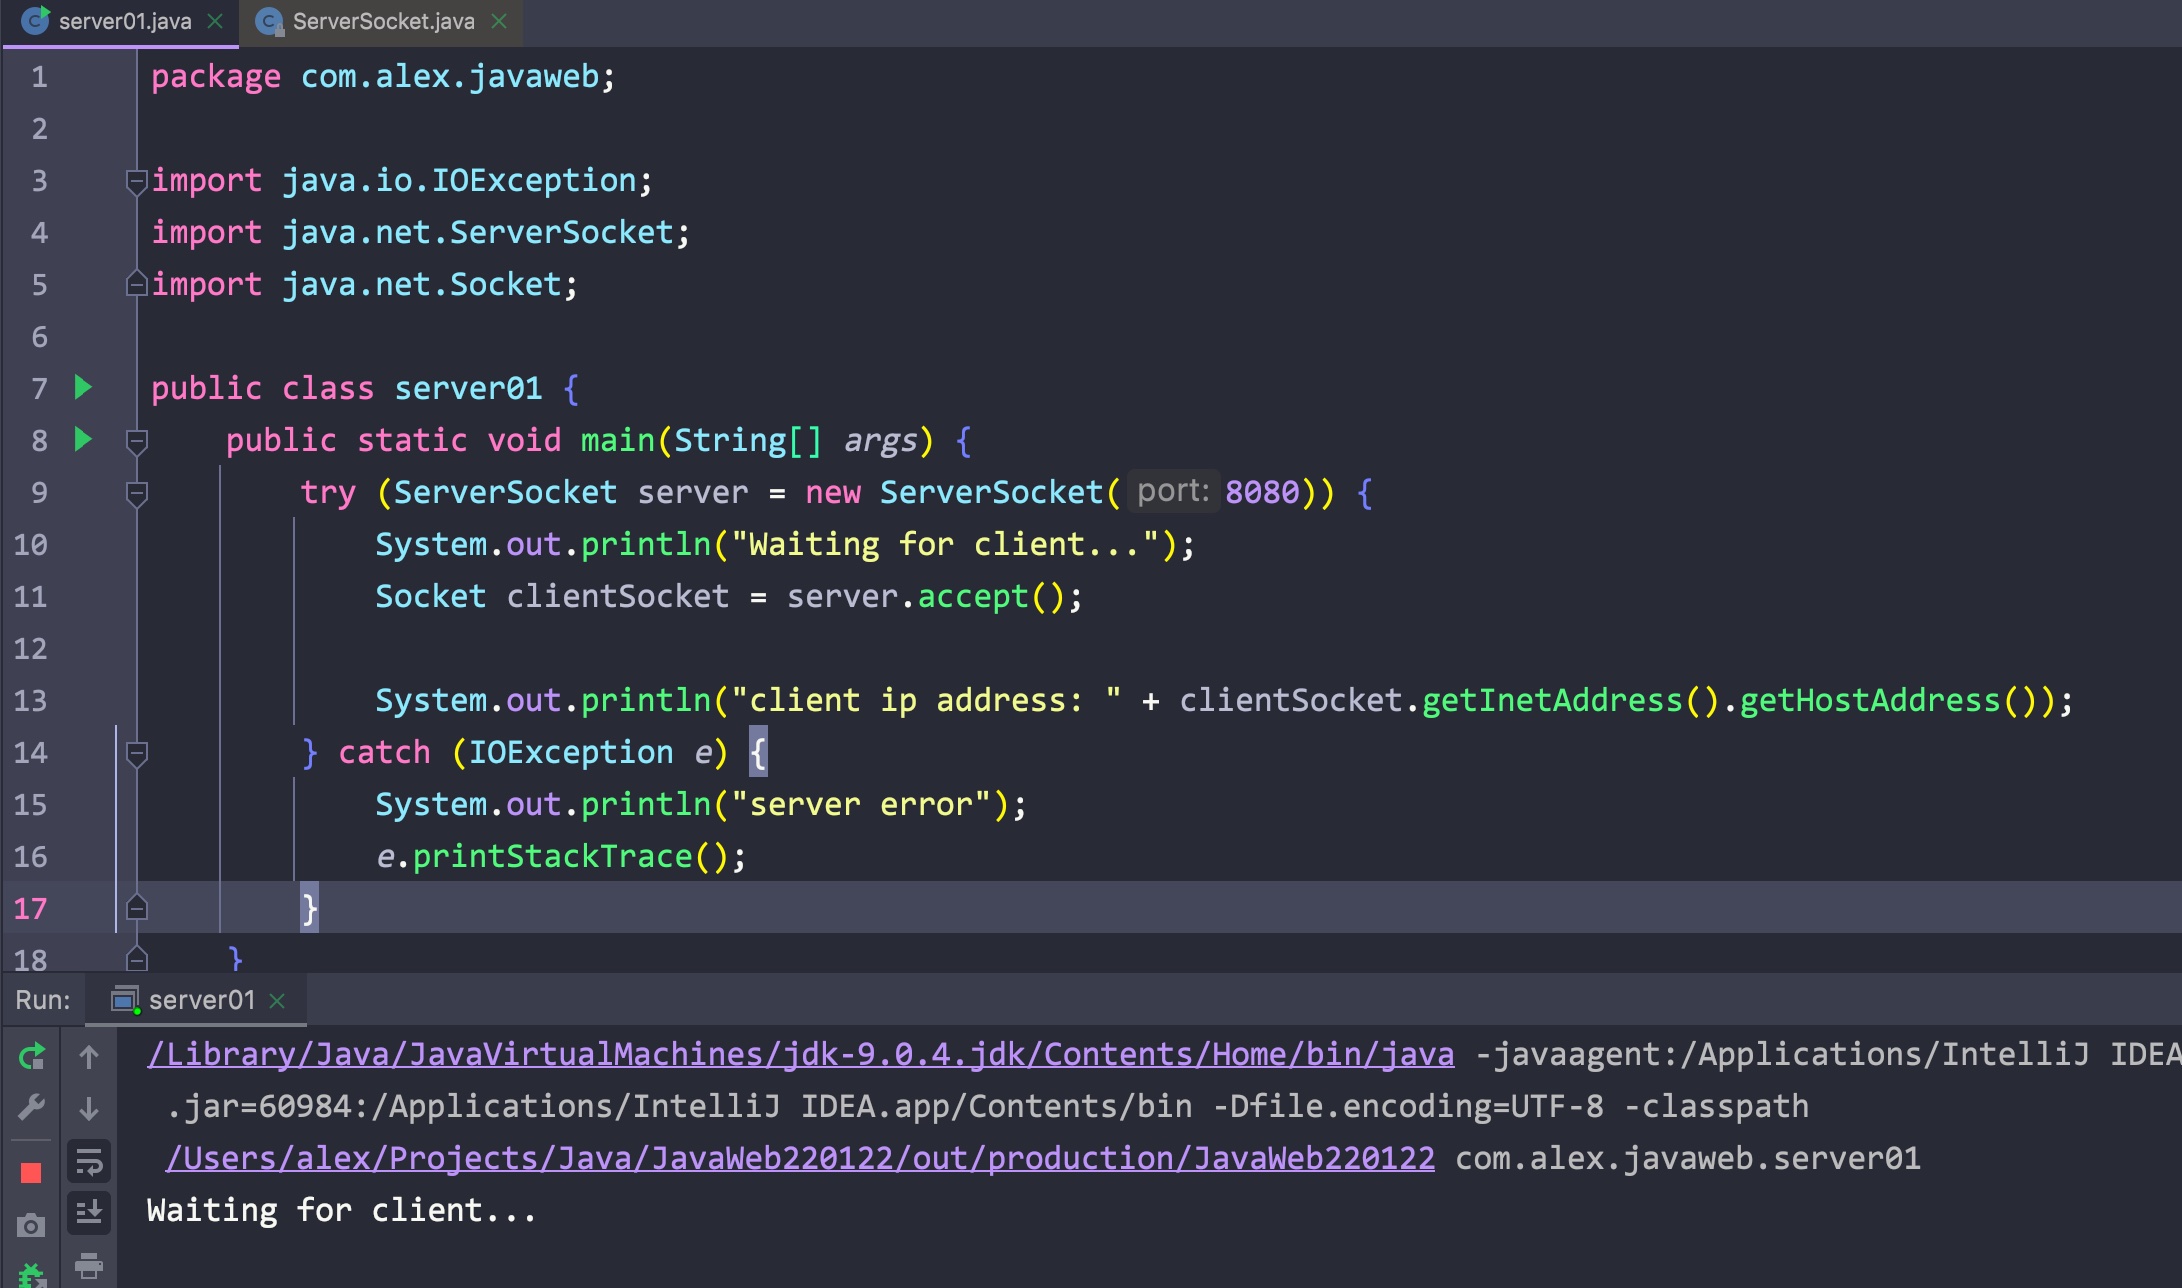 server01.java ServerSocket.java
1 package com.alex.javaweb;
2
3 import java.io.IOException;
4 import java.net.ServerSocket;
5 import java.net.Socket;
6
7 public class server01 {
8 public static void main(String[] args) {
9 try (ServerSocket server = new ServerSocket( port: 8080)) {
10 System.out.println("Waiting for client...");
11 Socket clientSocket = server.accept();
12
13 System.out.println("client ip address: " + clientSocket.getInetAddress().getHostAddress());
14 } catch (IOException e) {
15 System.out.println("server error");
16 e.printStackTrace();
17 }
18 }
Run: server01
/Library/Java/JavaVirtualMachines/jdk-9.0.4.jdk/Contents/Home/bin/java -javaagent:/Applications/IntelliJ IDEA
.jar=60984:/Applications/IntelliJ IDEA.app/Contents/bin -Dfile.encoding=UTF-8 -classpath
/Users/alex/Projects/Java/JavaWeb220122/out/production/JavaWeb220122 com.alex.javaweb.server01
Waiting for client...